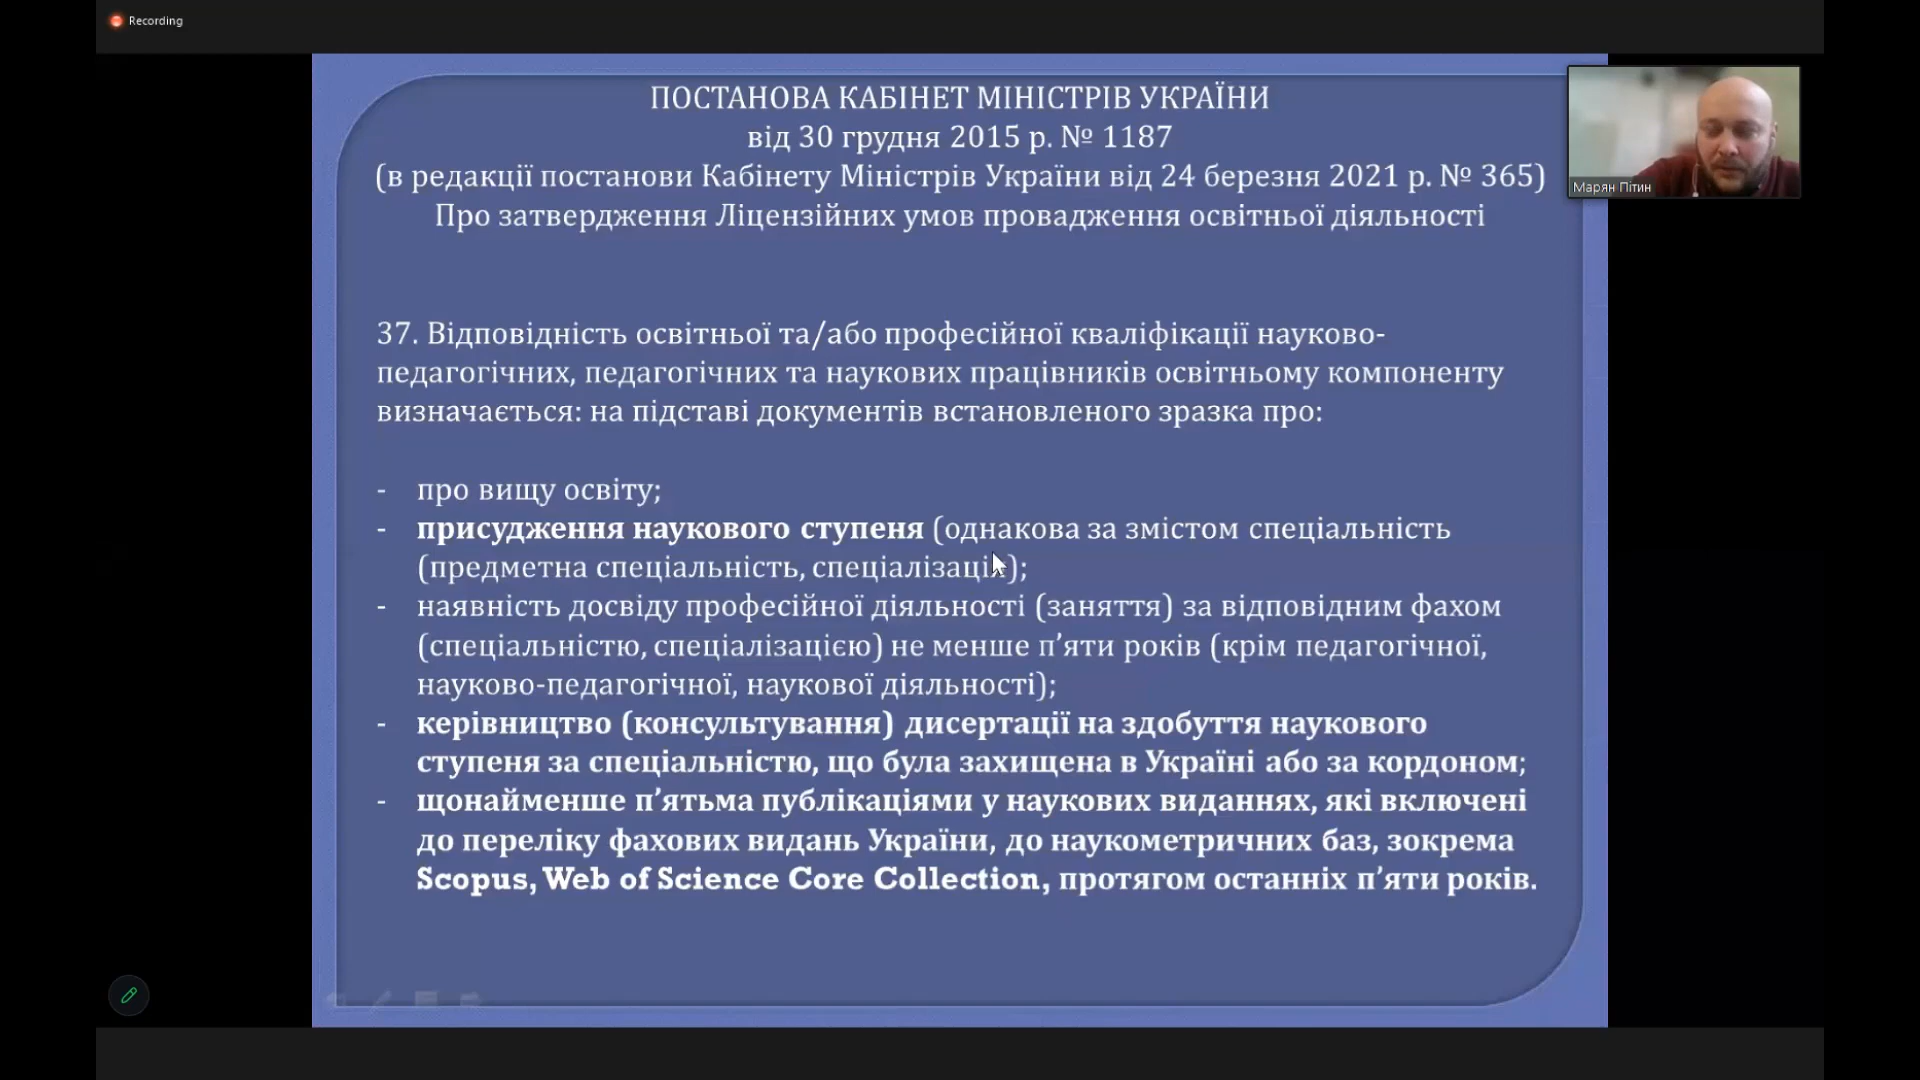 Recording
ПОСТАНОВА КАБІНЕТ МІНІСТРІВ УКРАЇНИ
від 30 грудня 2015 р. № 1187
(в редакції постанови Кабінету Міністрів України від 24 березня 2021 р. № 365)
Про затвердження Ліцензійних умов провадження освітньої діяльності
Марян Пітин
37. Відповідність освітньої та/або професійної кваліфікації науково-
педагогічних, педагогічних та наукових працівників освітньому компоненту
визначається: на підставі документів встановленого зразка про:
- про вищу освіту;
- присудження наукового ступеня (однакова за змістом спеціальність
(предметна спеціальність, спеціалізація);
- наявність досвіду професійної діяльності (заняття) за відповідним фахом
(спеціальністю, спеціалізацією) не менше п’яти років (крім педагогічної,
науково-педагогічної, наукової діяльності);
- керівництво (консультування) дисертації на здобуття наукового
ступеня за спеціальністю, що була захищена в Україні або за кордоном;
- щонайменше п’ятьма публікаціями у наукових виданнях, які включені
до переліку фахових видань України, до наукометричних баз, зокрема
Scopus, Web of Science Core Collection, протягом останніх п’яти років.